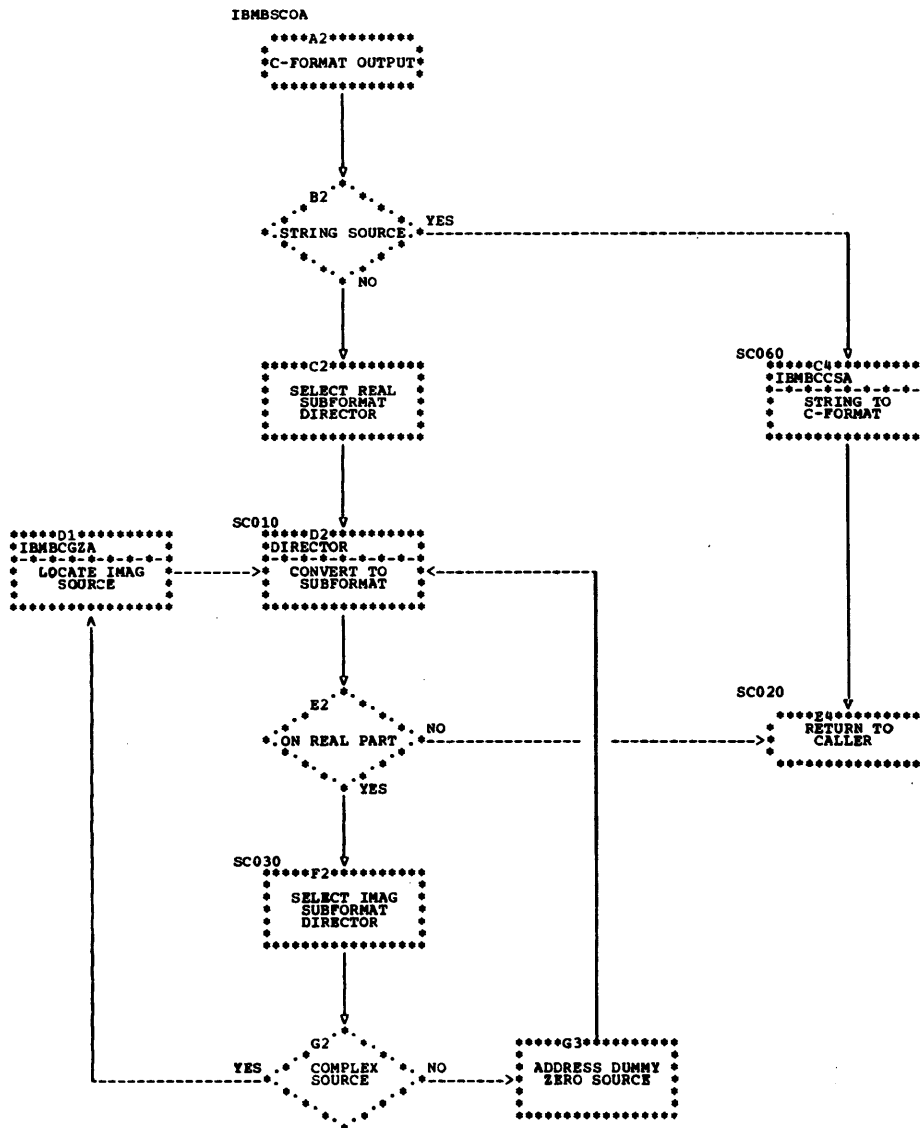 IBMBSCOA
A2
C-FORMAT OUTPUT
B2
YES
STRING SOURCE
NO
SC060
C2
C4
IBMBCCSA
SELECT REAL
SUBFORMAT
DIRECTOR
STRING TO
C-FORMAT
SC010
D1
D2
IBMBCGZA
DIRECTOR
LOCATE IMAG
SOURCE
CONVERT TO
SUBFORMAT
SC020
E2
E4
NO
ON REAL PART
RETURN TO
CALLER
YES
SC030
F2
SELECT IMAG
SUBFORMAT
DIRECTOR
G2
G3
YES
COMPLEX
SOURCE
NO
ADDRESS DUMMY
ZERO SOURCE